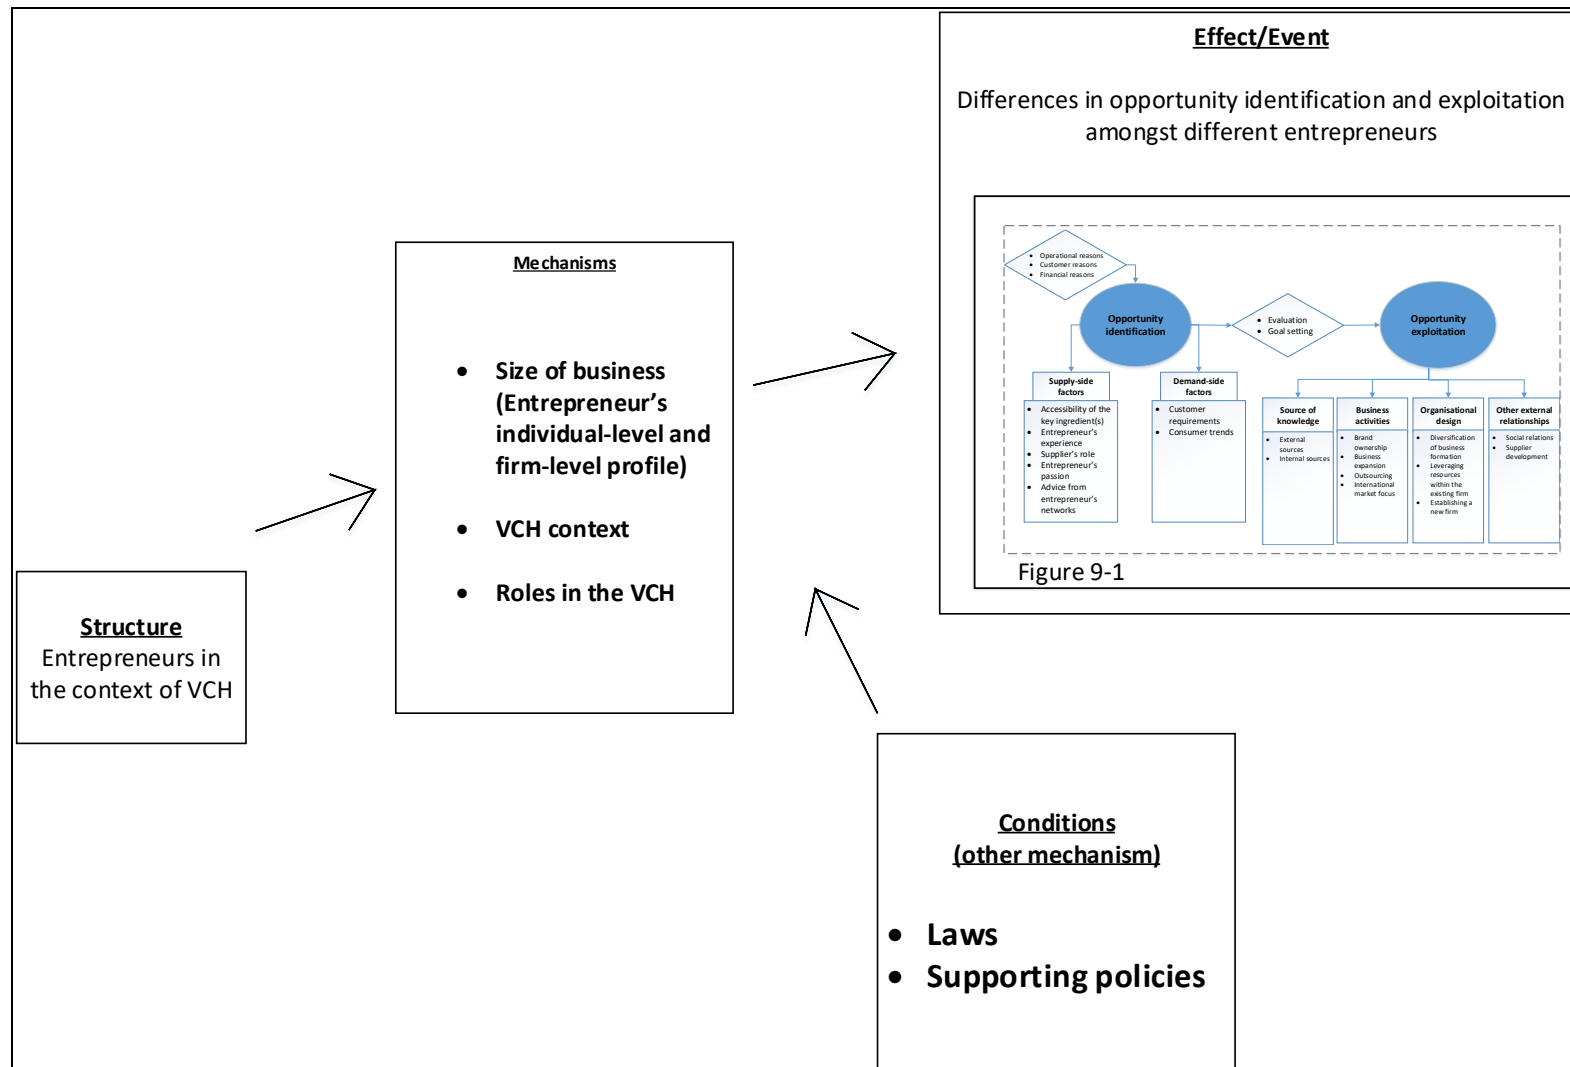 Effect/Event
Differences in opportunity identification and exploitation
amongst different entrepreneurs
• Operational reasons
• Customer reasons
• Financial reasons
Opportunity
identification
• Evaluation
• Goal setting
Opportunity
exploitation
Supply-side
factors
• Accessibility of the
key ingredient(s)
• Entrepreneur's
experience
• Supplier's role
• Entrepreneur's
passion
• Advice from
entrepreneur's
networks
Demand-side
factors
• Customer
requirements
• Consumer trends
Source of
knowledge
• External
sources
• Internal sources
Business
activities
• Brand
ownership
• Business
expansion
• Outsourcing
• International
market focus
Organisational
design
• Diversification
of business
formation
• Leveraging
resources
within the
existing firm
• Establishing a
new firm
Other external
relationships
• Social relations
• Supplier
development
Figure 9-1
Mechanisms
• Size of business
(Entrepreneur's
individual-level and
firm-level profile)
• VCH context
• Roles in the VCH
Structure
Entrepreneurs in
the context of VCH
Conditions
(other mechanism)
• Laws
• Supporting policies